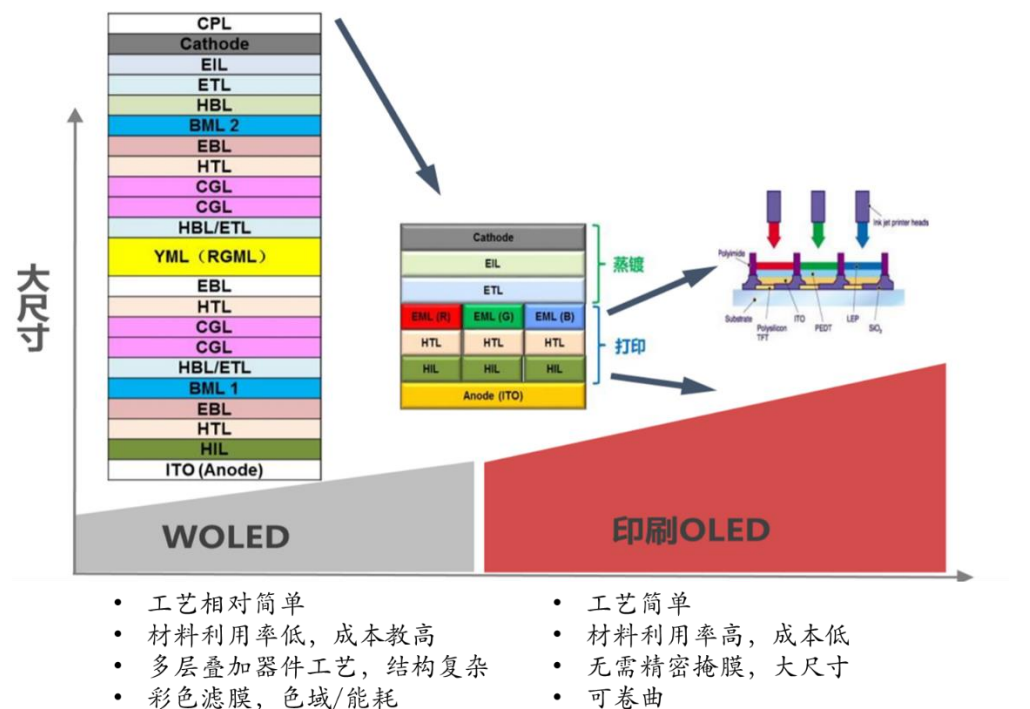 CPL
Cathode
EIL
ETL
HBL
BML 2
EBL
HTL
CGL
CGL
HBL/ETL
YML（RGML）
EBL
HTL
CGL
CGL
HBL/ETL
BML 1
EBL
HTL
HIL
ITO (Anode)
大尺寸
Cathode
EIL
ETL
EML (R) EML (G) EML (B)
HTL HTL HTL
HIL HIL HIL
Anode (ITO)
蒸镀
打印
Ink jet printer heads
Polyimide
Substrate
Polysilicon
TFT
ITO
PEDT
LEP
SiO₂
WOLED
印刷OLED
• 工艺相对简单
• 材料利用率低，成本教高
• 多层叠加器件工艺，结构复杂
• 彩色滤膜，色域/能耗
• 工艺简单
• 材料利用率高，成本低
• 无需精密掩膜，大尺寸
• 可卷曲